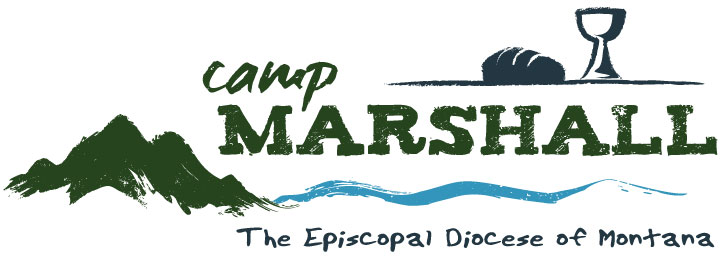 camp
MARSHALL
The Episcopal Diocese of Montana